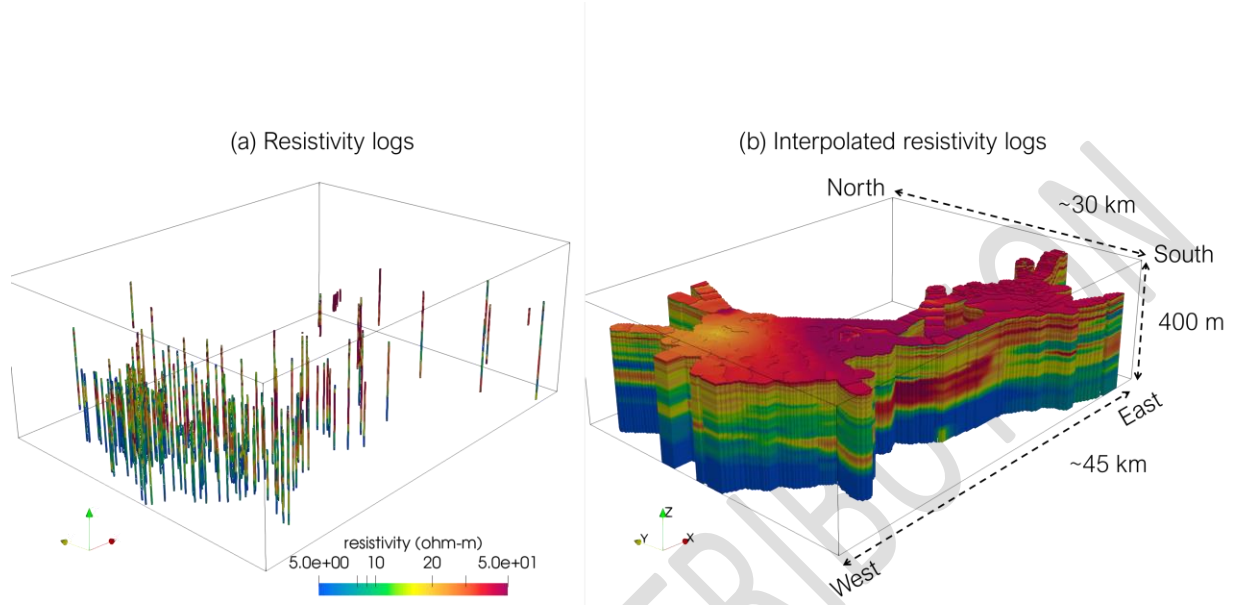 (a) Resistivity logs
(b) Interpolated resistivity logs
North
~30 km
South
400 m
East
~45 km
West
resistivity (ohm-m)
5.0e+00 10 20 5.0e+01
Z
Y
X